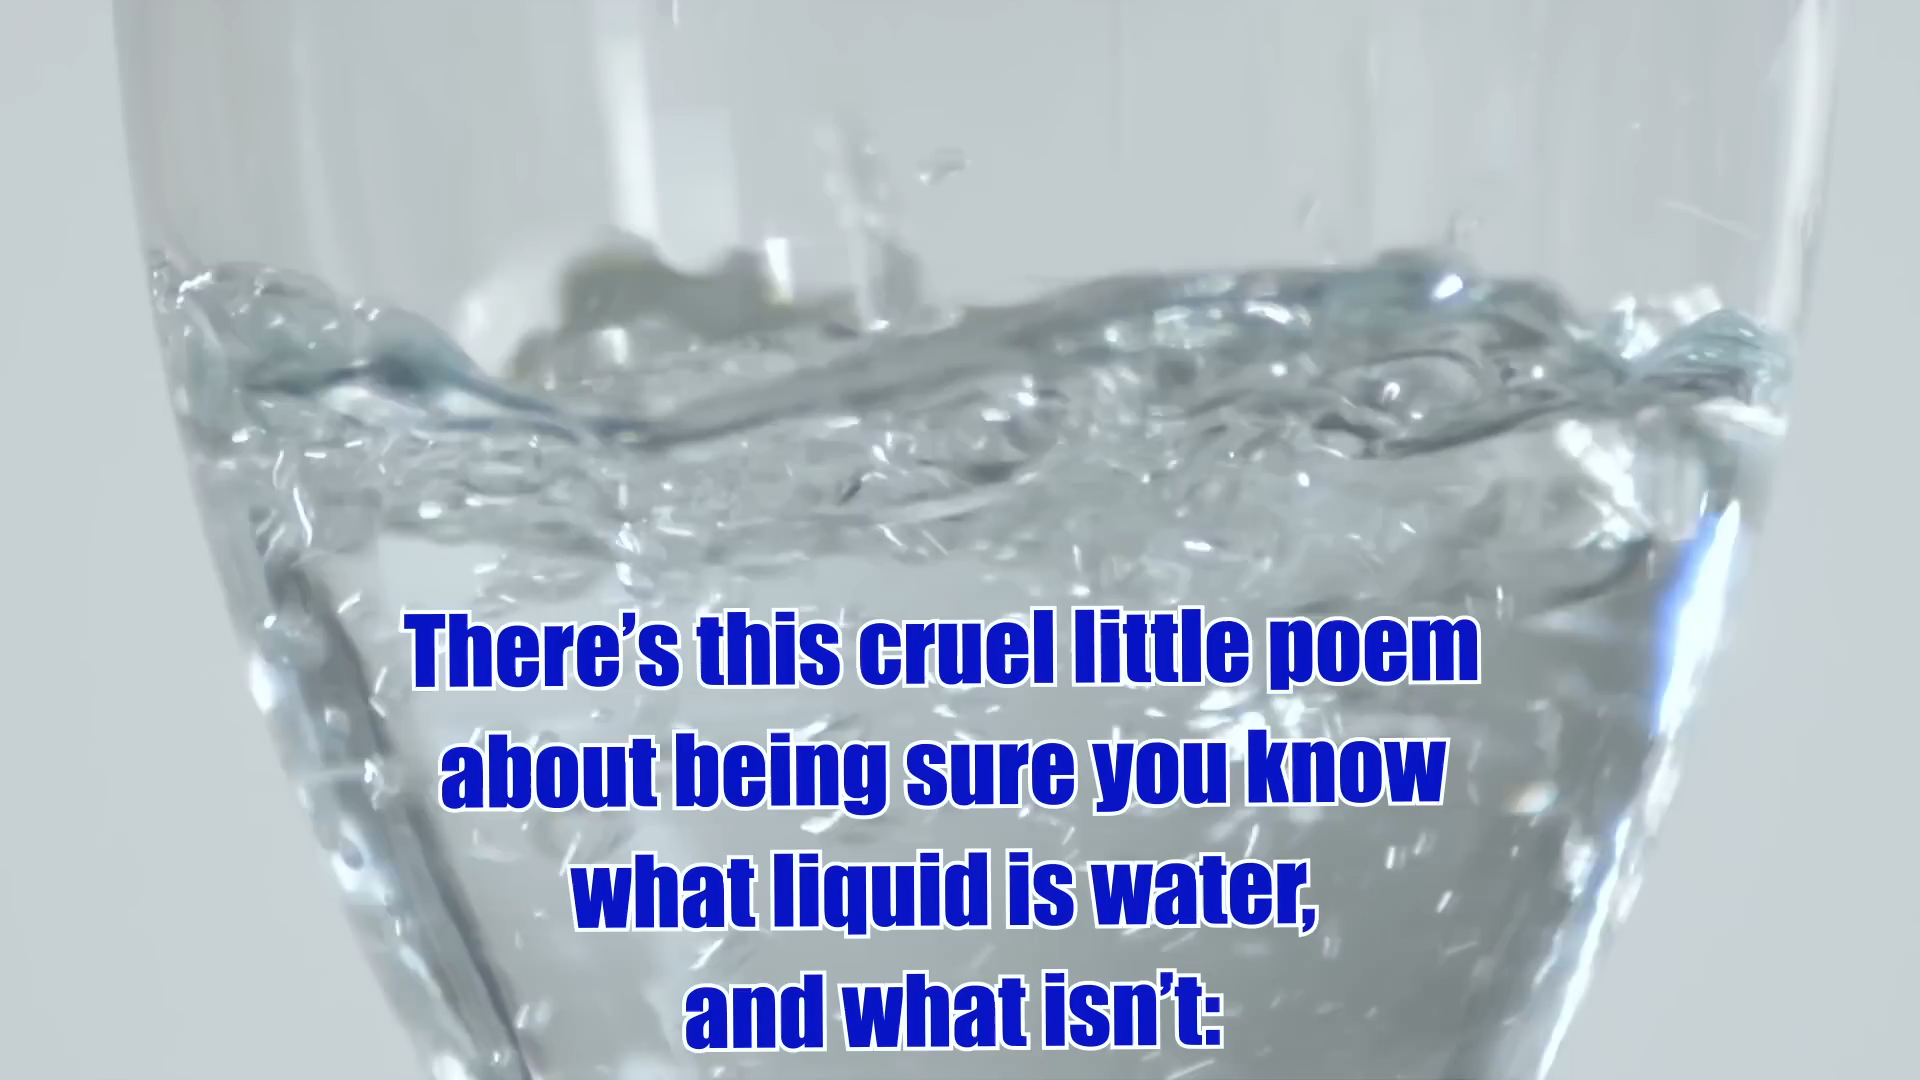 There’s this cruel little poem
about being sure you know
what liquid is water,
and what isn’t: